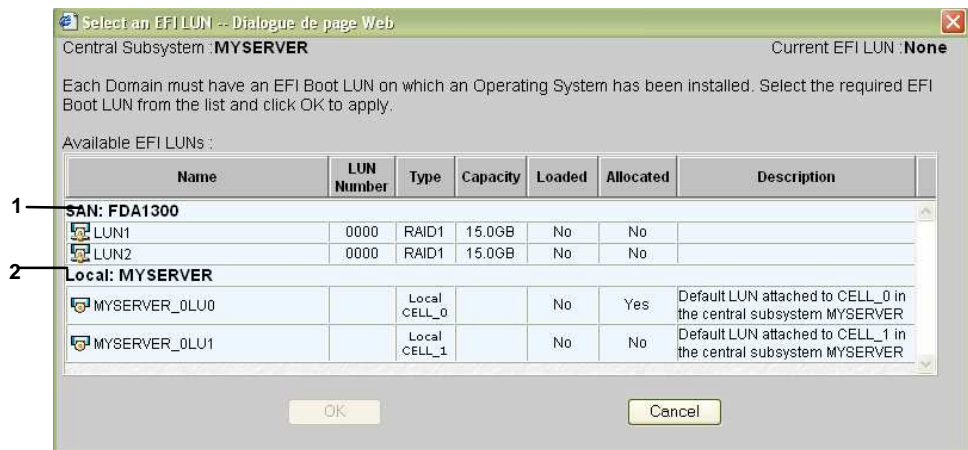 Select an EFI LUN -- Dialogue de page Web
Central Subsystem :MYSERVER Current EFI LUN :None
Each Domain must have an EFI Boot LUN on which an Operating System has been installed. Select the required EFI
Boot LUN from the list and click OK to apply.
Available EFI LUNs :
Name LUN Number Type Capacity Loaded Allocated Description
1 SAN: FDA1300
LUN1 0000 RAID1 15.0GB No No
LUN2 0000 RAID1 15.0GB No No
2 Local: MYSERVER
MYSERVER_0LU0 Local CELL_0 No Yes Default LUN attached to CELL_0 in the central subsystem MYSERVER
MYSERVER_0LU1 Local CELL_1 No No Default LUN attached to CELL_1 in the central subsystem MYSERVER
OK Cancel